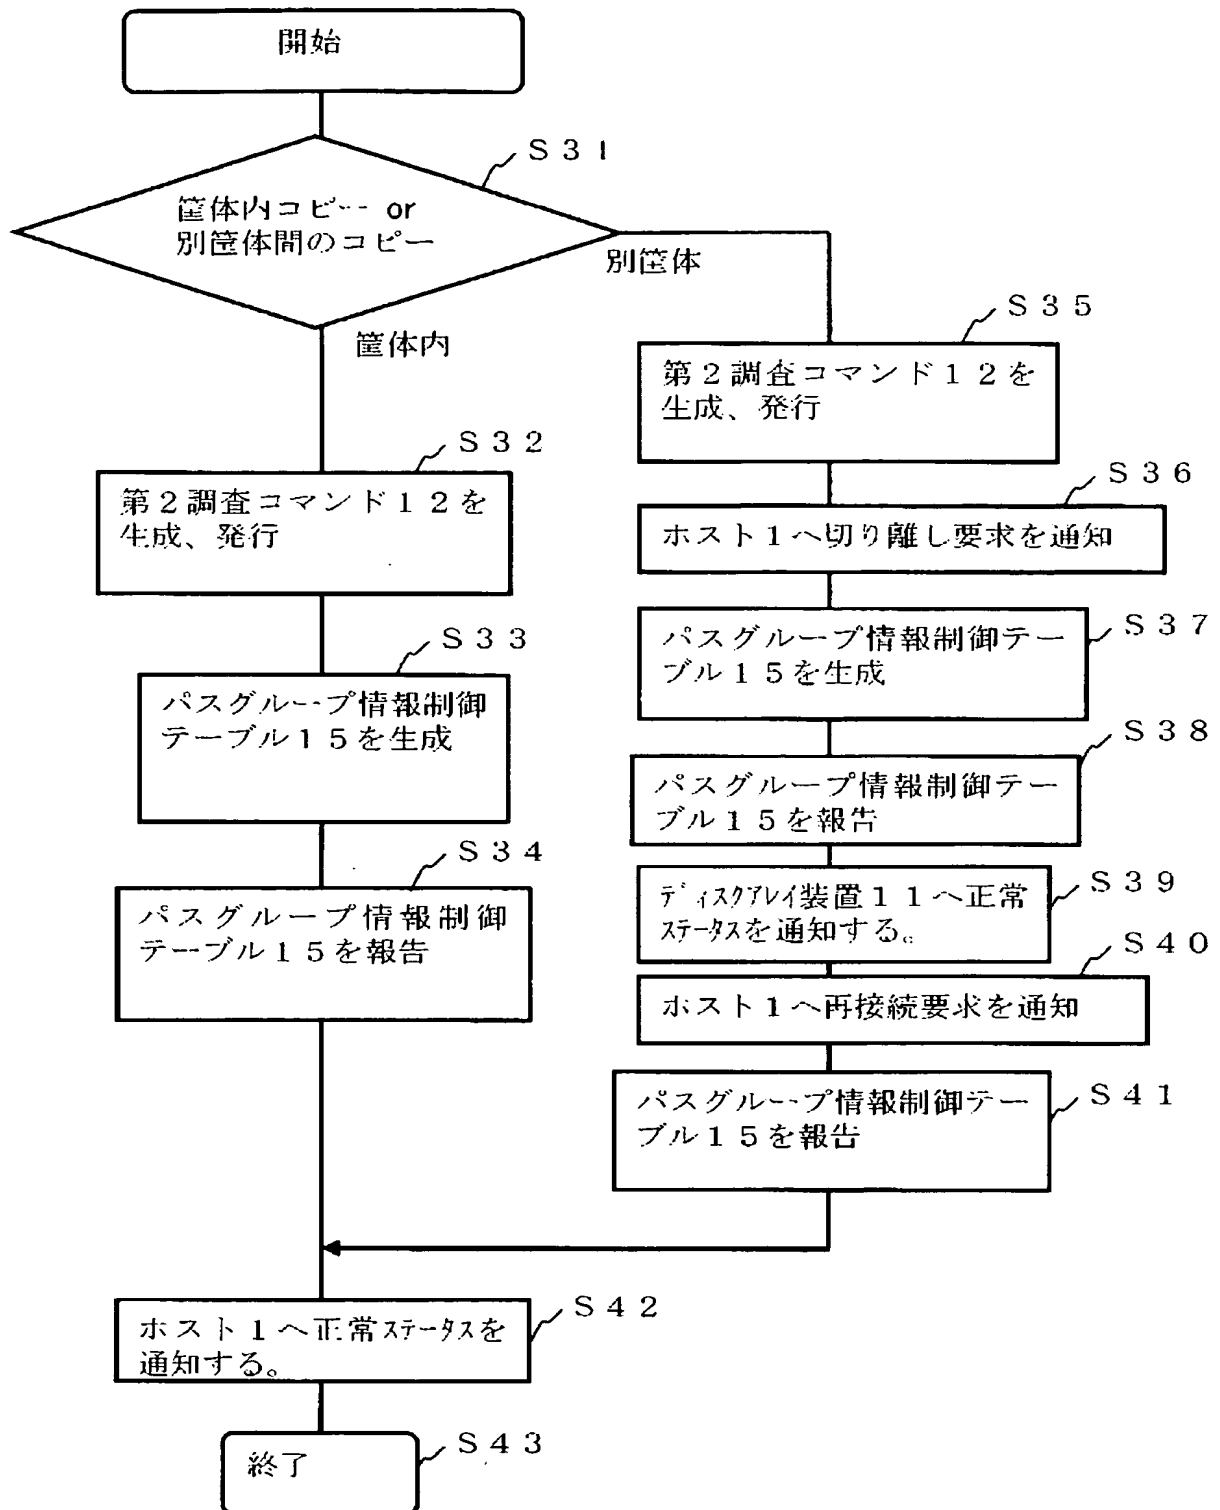 開始
S31
筐体内コピー or
別筐体間のコピー
別筐体
筐体内
S32
第2調査コマンド12を
生成、発行
S33
パスグループ情報制御
テーブル15を生成
S34
パスグループ情報制御
テーブル15を報告
S35
第2調査コマンド12を
生成、発行
S36
ホスト1へ切り離し要求を通知
S37
パスグループ情報制御テー
ブル15を生成
S38
パスグループ情報制御テー
ブル15を報告
S39
ディスクアレイ装置11へ正常
ステータスを通知する。
S40
ホスト1へ再接続要求を通知
S41
パスグループ情報制御テー
ブル15を報告
S42
ホスト1へ正常ステータスを
通知する。
S43
終了